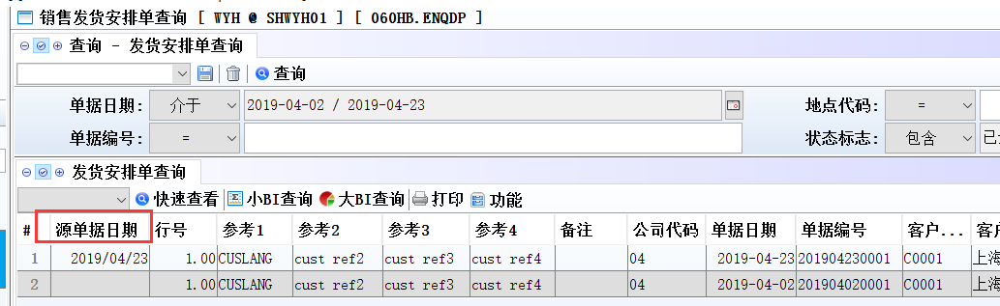 销售发货安排单查询 [ WYH @ SHWYH01 ] [ 060HB.ENQDP ]
查询 - 发货安排单查询
查询
单据日期: 介于 2019-04-02 / 2019-04-23 地点代码: =
单据编号: = 状态标志: 包含
发货安排单查询
快速查看 小BI查询 大BI查询 打印 功能
# 源单据日期 行号 参考1 参考2 参考3 参考4 备注 公司代码 单据日期 单据编号 客户... 客
1 2019/04/23 1.00 CUSLANG cust ref2 cust ref3 cust ref4 04 2019-04-23 201904230001 C0001 上海
2 1.00 CUSLANG cust ref2 cust ref3 cust ref4 04 2019-04-02 201904020001 C0001 上海